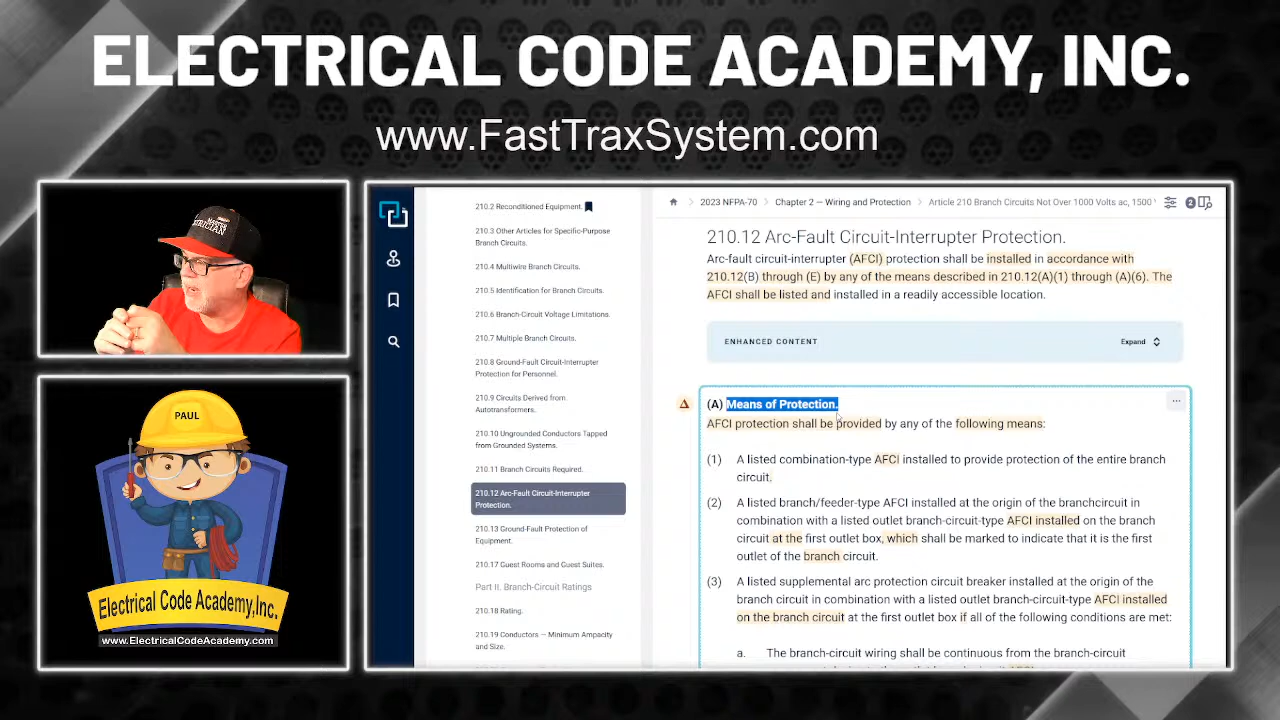 ELECTRICAL CODE ACADEMY, INC.
www.FastTraxSystem.com
MASTER
PAUL
Electrical Code Academy,Inc.
www.ElectricalCodeAcademy.com
210.2 Reconditioned Equipment.
210.3 Other Articles for Specific-Purpose
Branch Circuits.
210.4 Multiwire Branch Circuits.
210.5 Identification for Branch Circuits.
210.6 Branch-Circuit Voltage Limitations.
210.7 Multiple Branch Circuits.
210.8 Ground-Fault Circuit-Interrupter
Protection for Personnel.
210.9 Circuits Derived from
Autotransformers.
210.10 Ungrounded Conductors Tapped
from Grounded Systems.
210.11 Branch Circuits Required.
210.12 Arc-Fault Circuit-Interrupter
Protection.
210.13 Ground-Fault Protection of
Equipment.
210.17 Guest Rooms and Guest Suites.
Part II. Branch-Circuit Ratings
210.18 Rating.
210.19 Conductors — Minimum Ampacity
and Size.
2023 NFPA-70 > Chapter 2 — Wiring and Protection > Article 210 Branch Circuits Not Over 1000 Volts ac, 1500
2
210.12 Arc-Fault Circuit-Interrupter Protection.
Arc-fault circuit-interrupter (AFCI) protection shall be installed in accordance with
210.12(B) through (E) by any of the means described in 210.12(A)(1) through (A)(6). The
AFCI shall be listed and installed in a readily accessible location.
ENHANCED CONTENT
Expand
Δ (A) Means of Protection.
AFCI protection shall be provided by any of the following means:
(1) A listed combination-type AFCI installed to provide protection of the entire branch
circuit.
(2) A listed branch/feeder-type AFCI installed at the origin of the branchcircuit in
combination with a listed outlet branch-circuit-type AFCI installed on the branch
circuit at the first outlet box, which shall be marked to indicate that it is the first
outlet of the branch circuit.
(3) A listed supplemental arc protection circuit breaker installed at the origin of the
branch circuit in combination with a listed outlet branch-circuit-type AFCI installed
on the branch circuit at the first outlet box if all of the following conditions are met:
a. The branch-circuit wiring shall be continuous from the branch-circuit